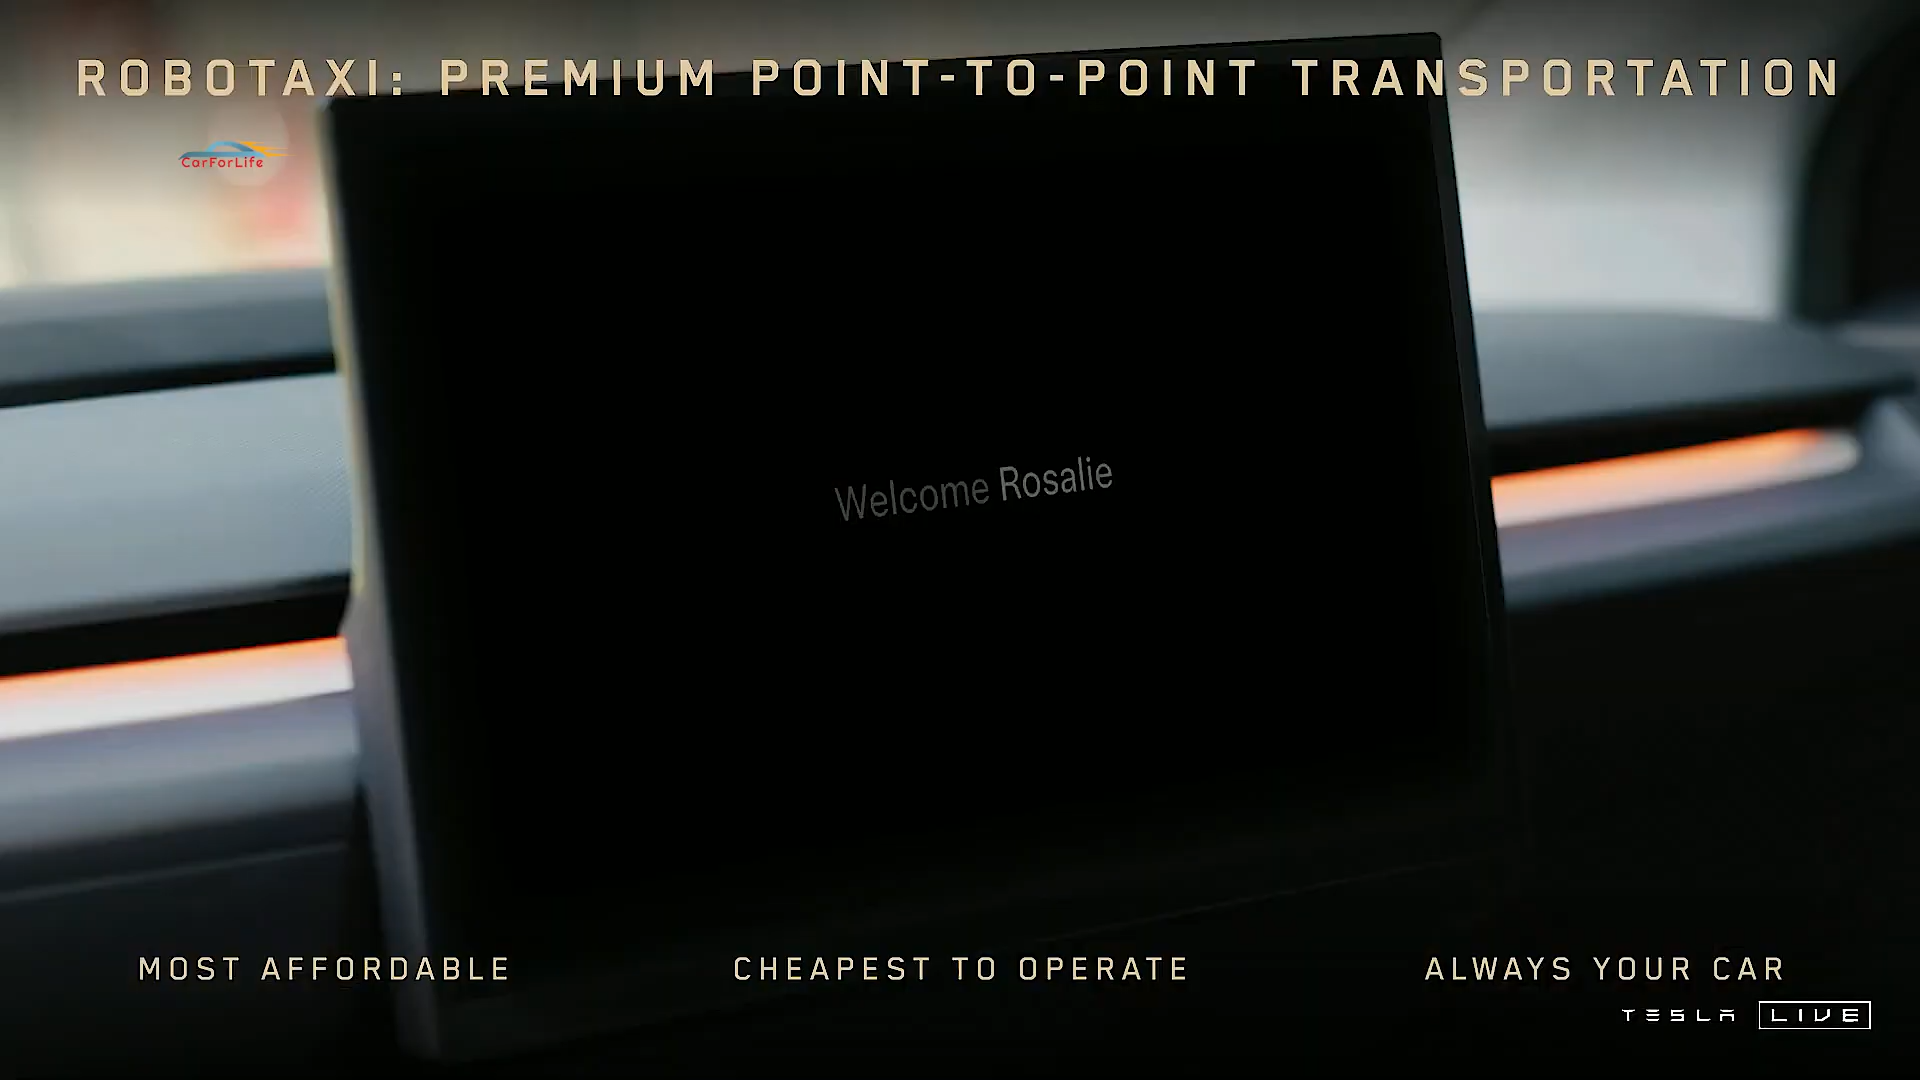 ROBOTAXI: PREMIUM POINT-TO-POINT TRANSPORTATION
CarForLife
Welcome Rosalie
MOST AFFORDABLE
CHEAPEST TO OPERATE
ALWAYS YOUR CAR
TESLA LIVE